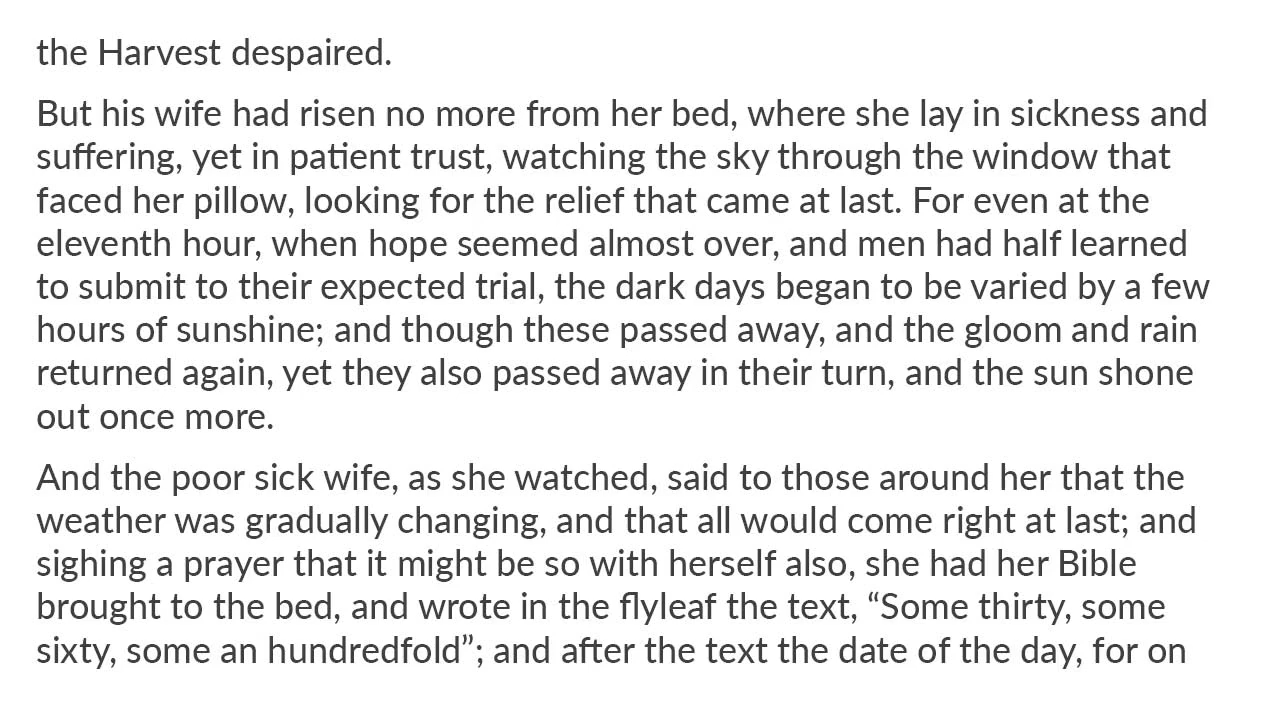 the Harvest despaired.
But his wife had risen no more from her bed, where she lay in sickness and
suffering, yet in patient trust, watching the sky through the window that
faced her pillow, looking for the relief that came at last. For even at the
eleventh hour, when hope seemed almost over, and men had half learned
to submit to their expected trial, the dark days began to be varied by a few
hours of sunshine; and though these passed away, and the gloom and rain
returned again, yet they also passed away in their turn, and the sun shone
out once more.
And the poor sick wife, as she watched, said to those around her that the
weather was gradually changing, and that all would come right at last; and
sighing a prayer that it might be so with herself also, she had her Bible
brought to the bed, and wrote in the flyleaf the text, “Some thirty, some
sixty, some an hundredfold”; and after the text the date of the day, for on